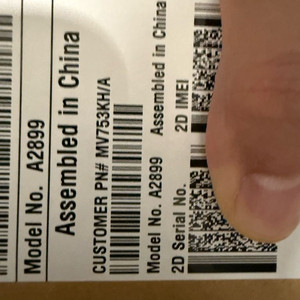 Model No. A2899
Assembled in China
CUSTOMER PN# MV753KH/A
Model No. A2899 Assembled in China
2D Serial No. 2D IMEI